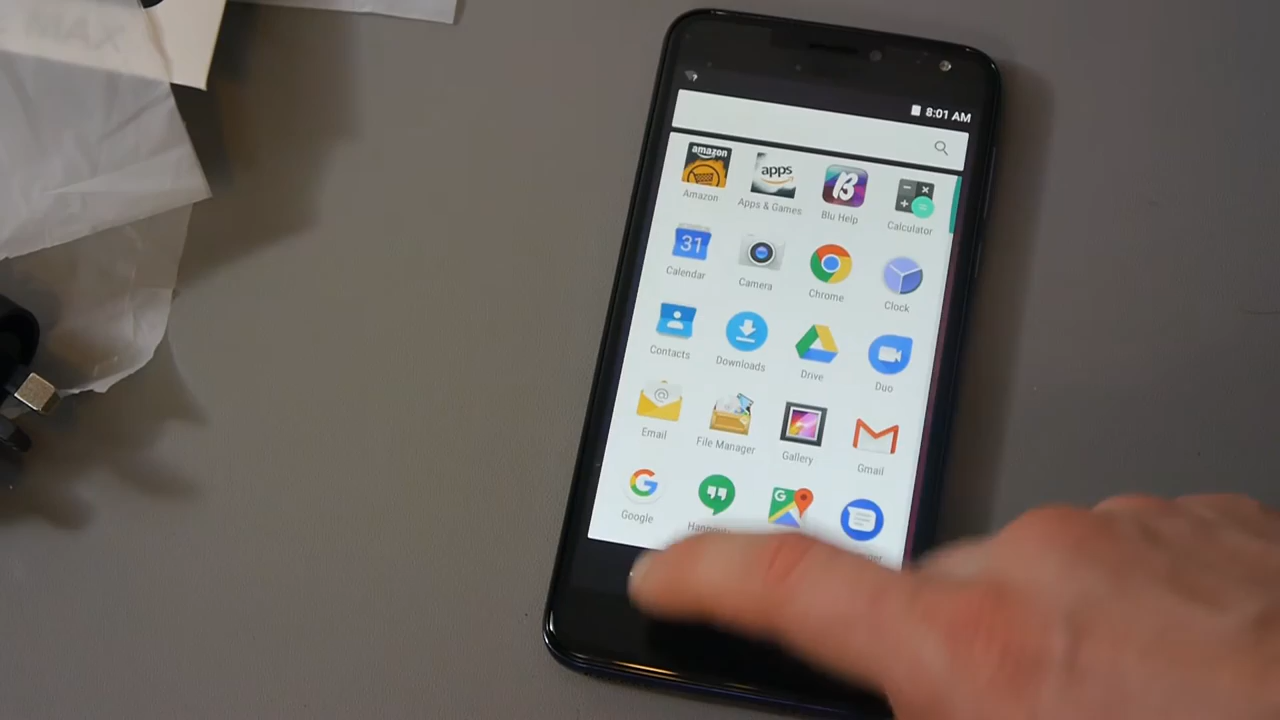 MAX
8:01 AM
amazon
apps
Amazon
Apps & Games
Blu Help
Calculator
31
Calendar
Camera
Chrome
Clock
Contacts
Downloads
Drive
Duo
@
Email
File Manager
Gallery
Gmail
G
G
Google